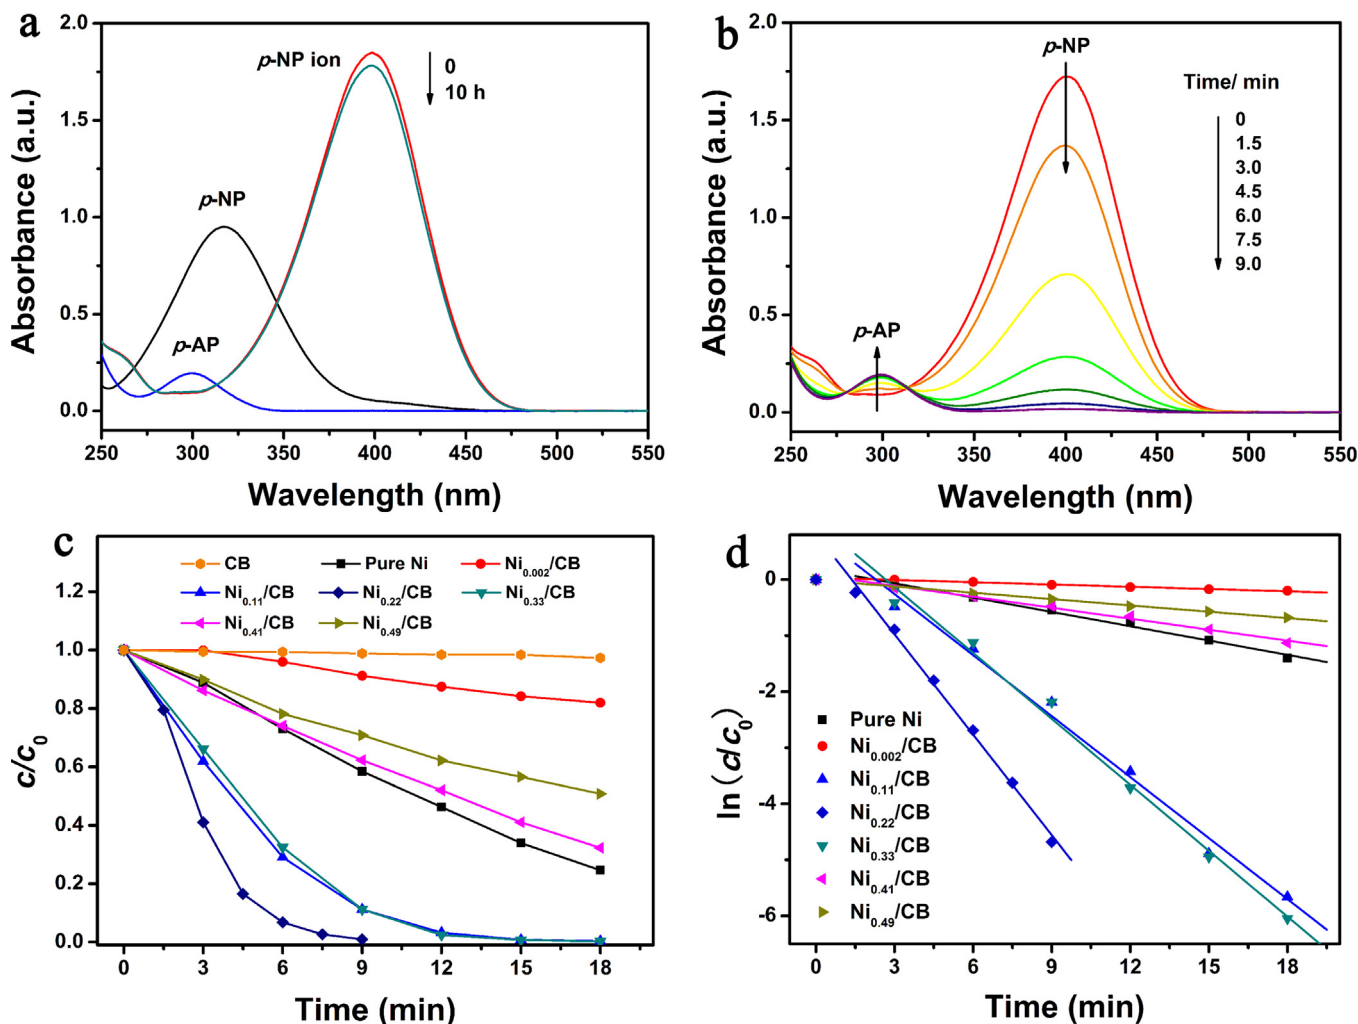 a
2.0
1.5
1.0
0.5
0.0
Absorbance (a.u.)
p-NP ion
0
10 h
p-NP
p-AP
250 300 350 400 450 500 550
Wavelength (nm)
b
2.0
1.5
1.0
0.5
0.0
Absorbance (a.u.)
p-NP
Time/ min
0
1.5
3.0
4.5
6.0
7.5
9.0
p-AP
250 300 350 400 450 500 550
Wavelength (nm)
c
CB Pure Ni Ni0.002/CB
Ni0.11/CB Ni0.22/CB Ni0.33/CB
Ni0.41/CB Ni0.49/CB
1.2
1.0
0.8
0.6
0.4
0.2
0.0
c/c0
0 3 6 9 12 15 18
Time (min)
d
0
-2
-4
-6
ln (c/c0)
Pure Ni
Ni0.002/CB
Ni0.11/CB
Ni0.22/CB
Ni0.33/CB
Ni0.41/CB
Ni0.49/CB
0 3 6 9 12 15 18
Time (min)